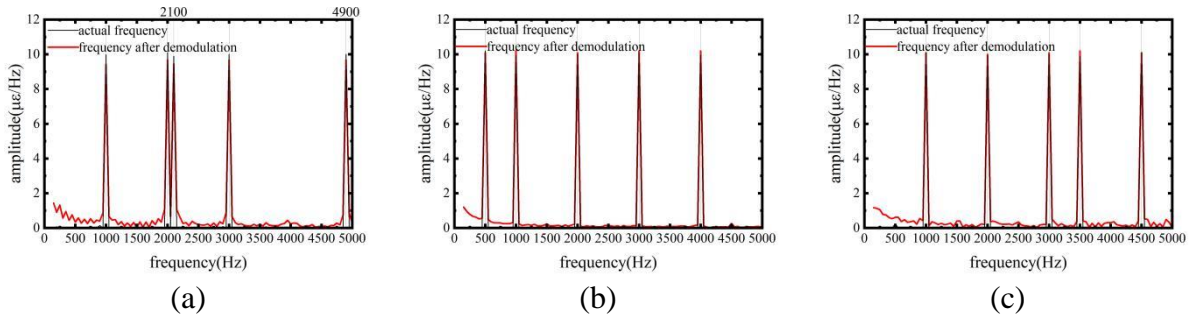 2100 4900
12
actual frequency
frequency after demodulation
10
8
6
4
2
0
amplitude(με/Hz)
0 500 1000 1500 2000 2500 3000 3500 4000 4500 5000
frequency(Hz)
(a)
12
actual frequency
frequency after demodulation
10
8
6
4
2
0
amplitude(με/Hz)
0 500 1000 1500 2000 2500 3000 3500 4000 4500 5000
frequency(Hz)
(b)
12
actual frequency
frequency after demodulation
10
8
6
4
2
0
amplitude(με/Hz)
0 500 1000 1500 2000 2500 3000 3500 4000 4500 5000
frequency(Hz)
(c)